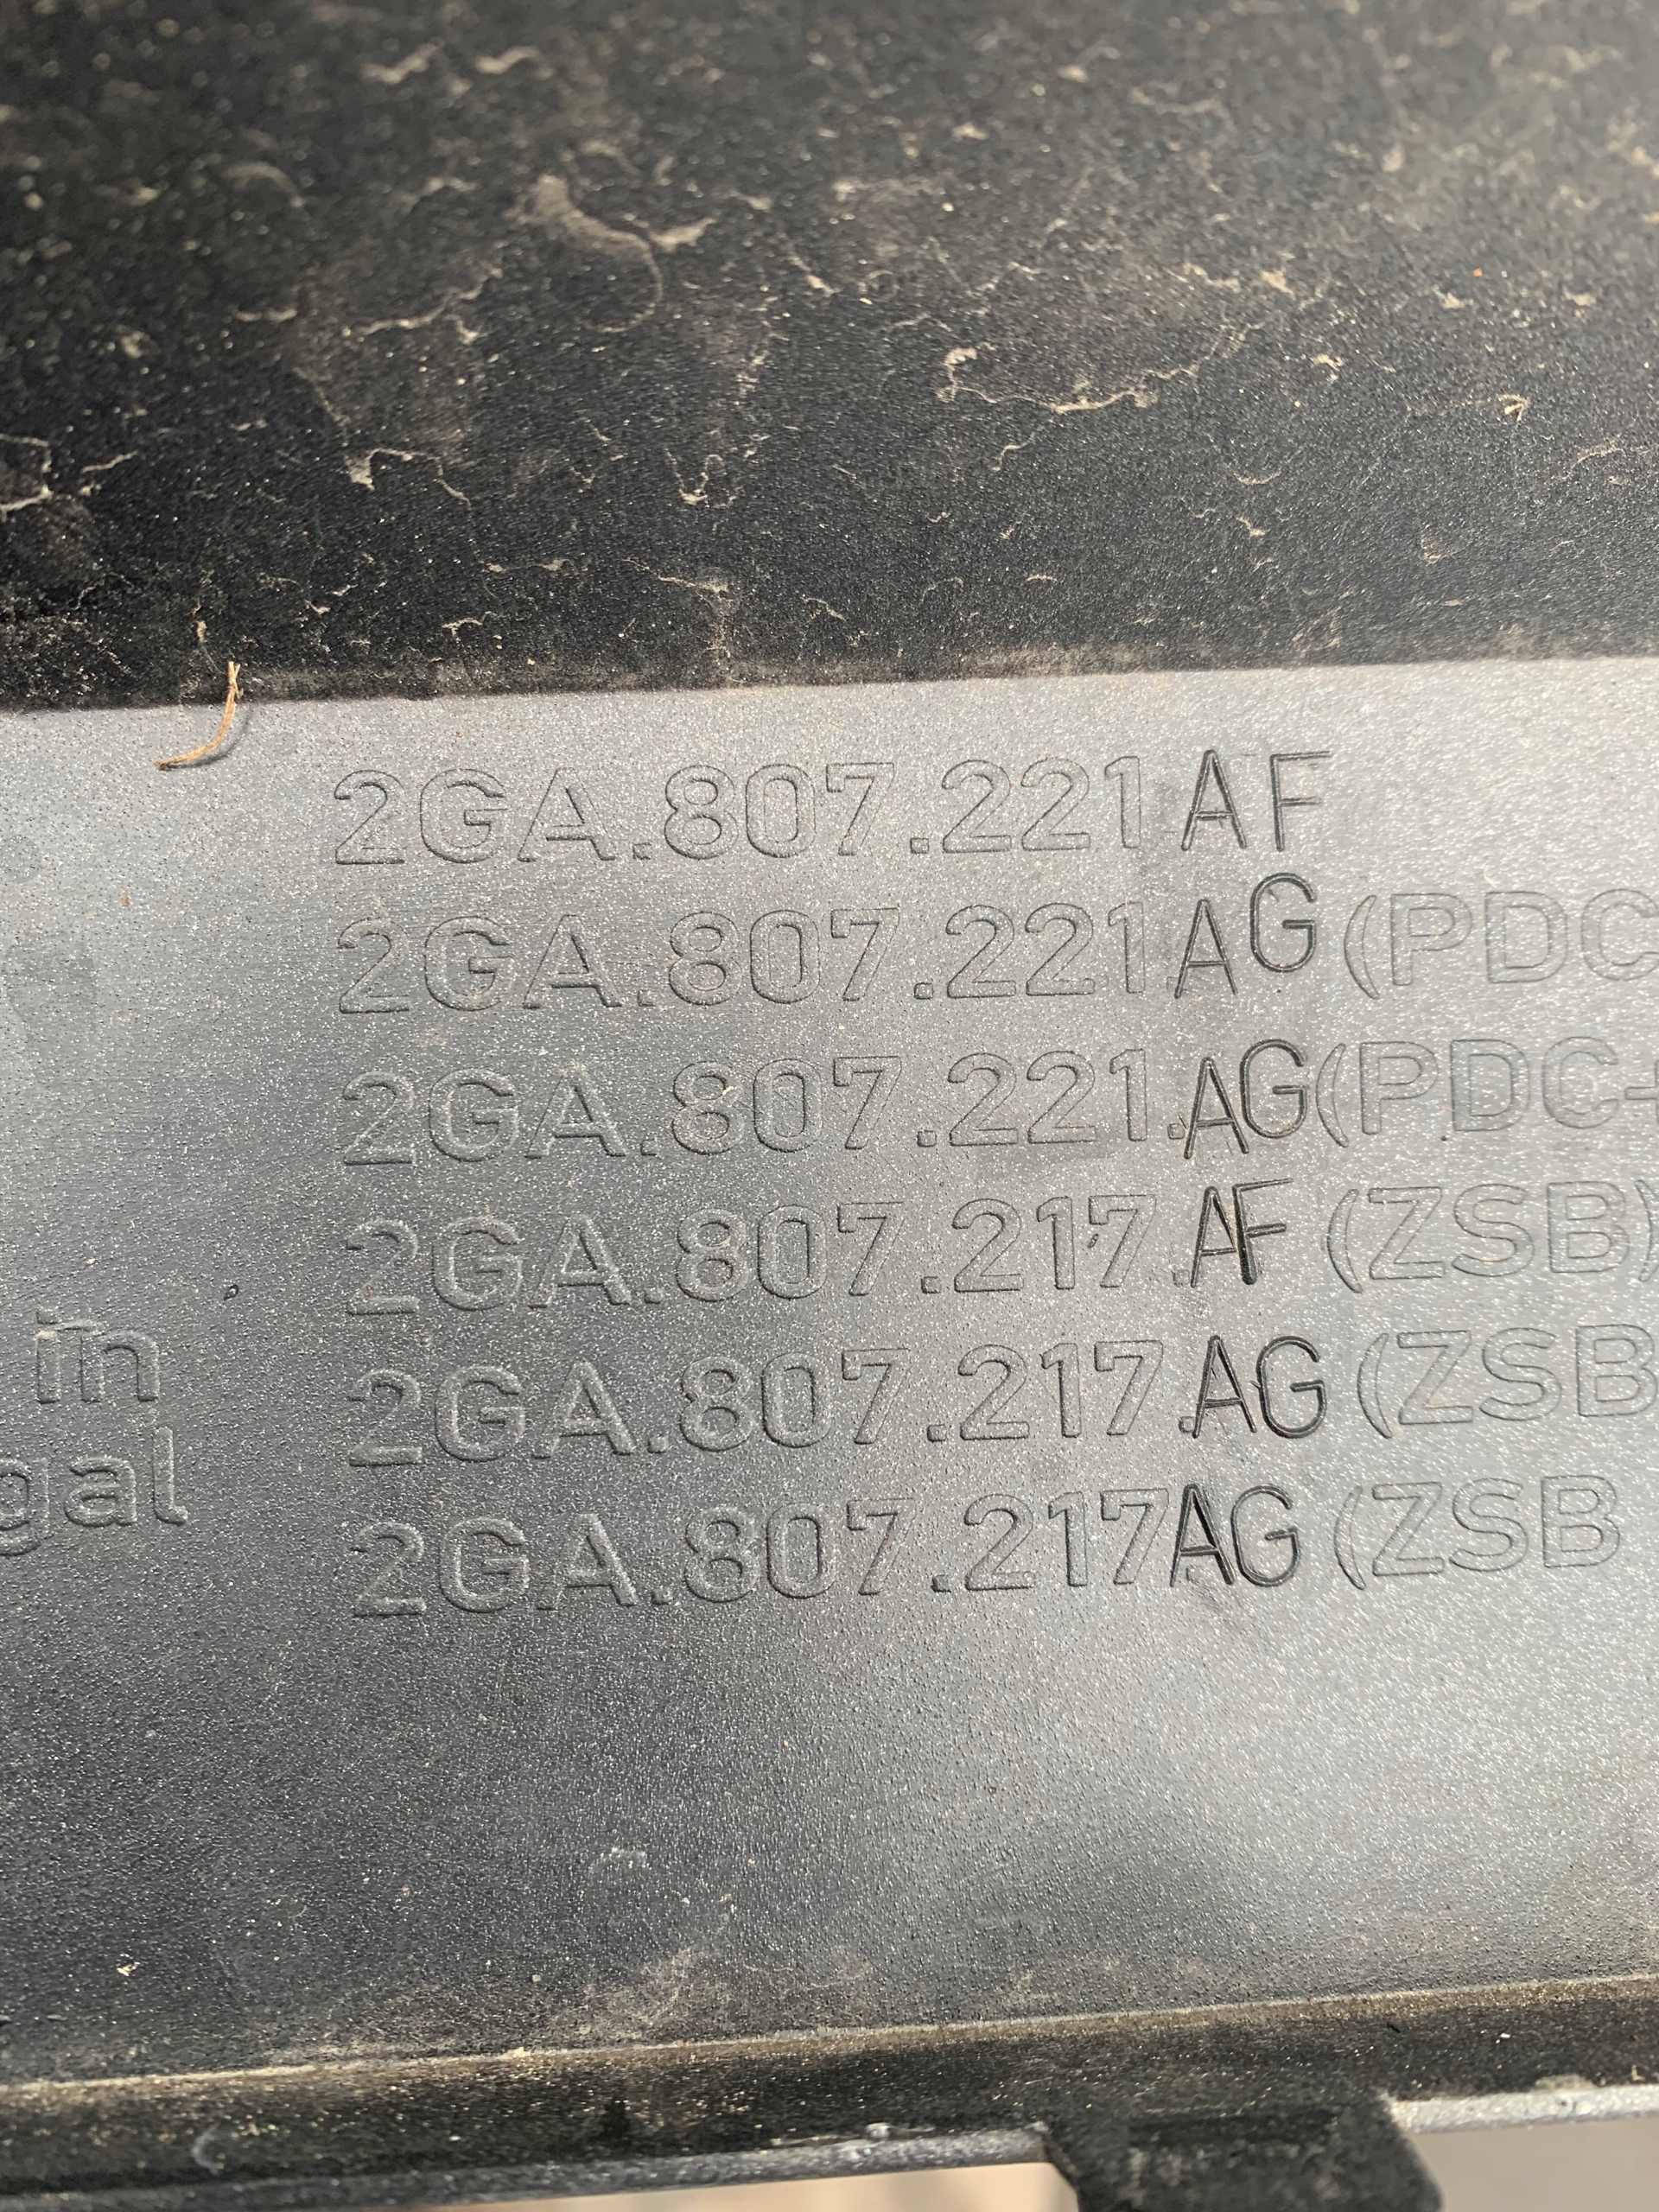 2GA.807.221 AF
2GA.807.221.AG (PDC
2GA.807.221.AG (PDC+
2GA.807.217.AF (ZSB)
2GA.807.217.AG (ZSB
2GA.807.217AG (ZSB
in
gal